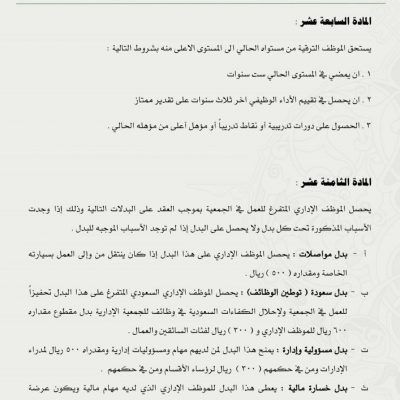 المادة السابعة عشر :
يستحق الموظف الترقية من مستواه الحالي الى المستوى الاعلى منه بشروط التالية :
١ . ان يمضي في المستوى الحالي ست سنوات
٢ . ان يحصل في تقييم الأداء الوظيفي اخر ثلاث سنوات على تقدير ممتاز
٣ . الحصول على دورات تدريبية أو نقاط تدريباً أو مؤهل أعلى من مؤهله الحالي .
المادة الثامنة عشر :
يحصل الموظف الإداري المتفرغ للعمل في الجمعية بموجب العقد على البدلات التالية وذلك إذا وجدت
الأسباب المذكورة تحت كل بدل ولا يحصل على البدل إذا لم توجد الأسباب الموجبه للبدل .
أ - بدل مواصلات : يحصل الموظف الإداري على هذا البدل إذا كان ينتقل من وإلى العمل بسيارته
الخاصة ومقداره ( ٥٠٠ ) ريال .
ب - بدل سعودة ( توطين الوظائف) : يحصل الموظف الإداري السعودي المتفرغ على هذا البدل تحفيزاً
للعمل في الجمعية ولإحلال الكفاءات السعودية في وظائف للجمعية الإدارية بدل مقطوع مقداره
٦٠٠ ريال للموظف الإداري و ( ٣٠٠ ) ريال لفئات السائقين والعمال .
ت - بدل مسؤولية وإدارة : يمنح هذا البدل لمن لديهم مهام ومسؤوليات إدارية ومقداره ٥٠٠ ريال لمدراء
الإدارات ومن في حكمهم ( ٣٠٠ ) ريال لرؤساء الأقسام ومن في حكمهم .
ث - بدل خسارة مالية : يعطى هذا البدل للموظف الإداري الذي لديه مهام مالية ويكون عرضة